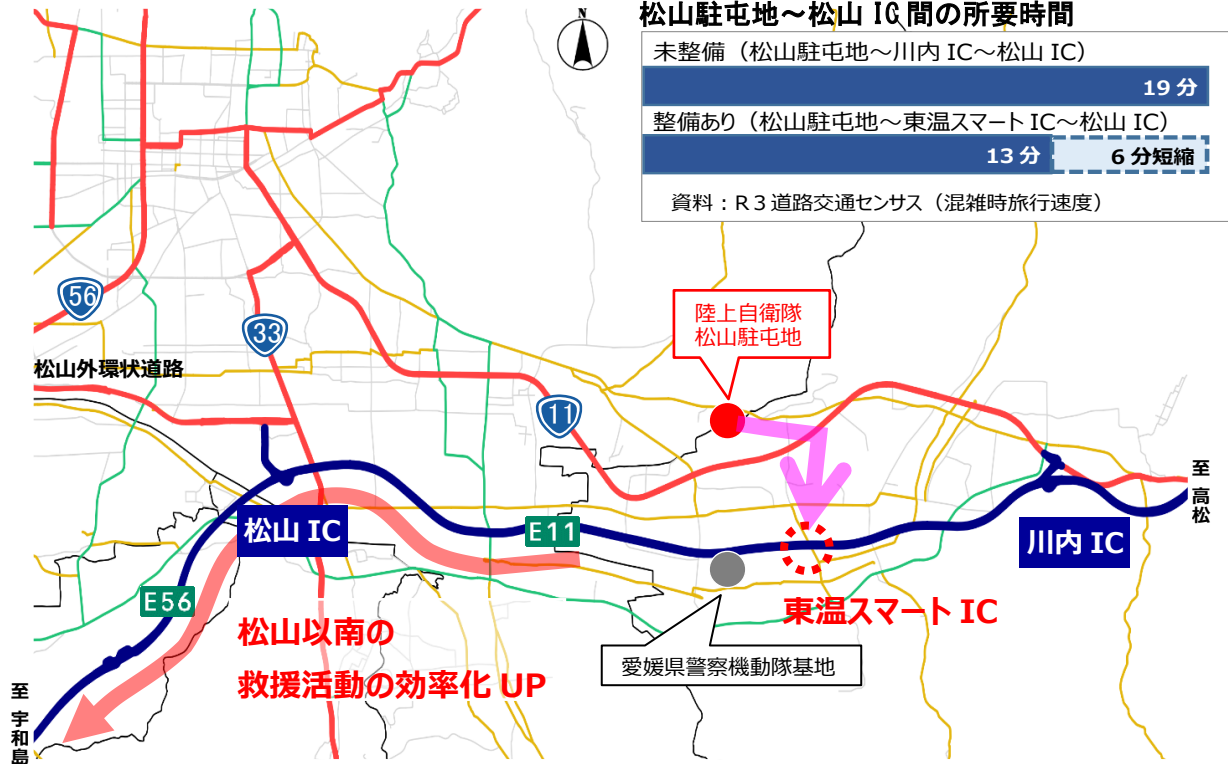 松山駐屯地～松山 IC 間の所要時間
未整備（松山駐屯地～川内 IC～松山 IC）
19 分
整備あり（松山駐屯地～東温スマート IC～松山 IC）
13 分
6 分短縮
資料：R３道路交通センサス（混雑時旅行速度）
N
56
33
松山外環状道路
11
陸上自衛隊
松山駐屯地
至 高松
松山 IC
E11
川内 IC
E56
東温スマート IC
松山以南の
救援活動の効率化 UP
愛媛県警察機動隊基地
至 宇和島